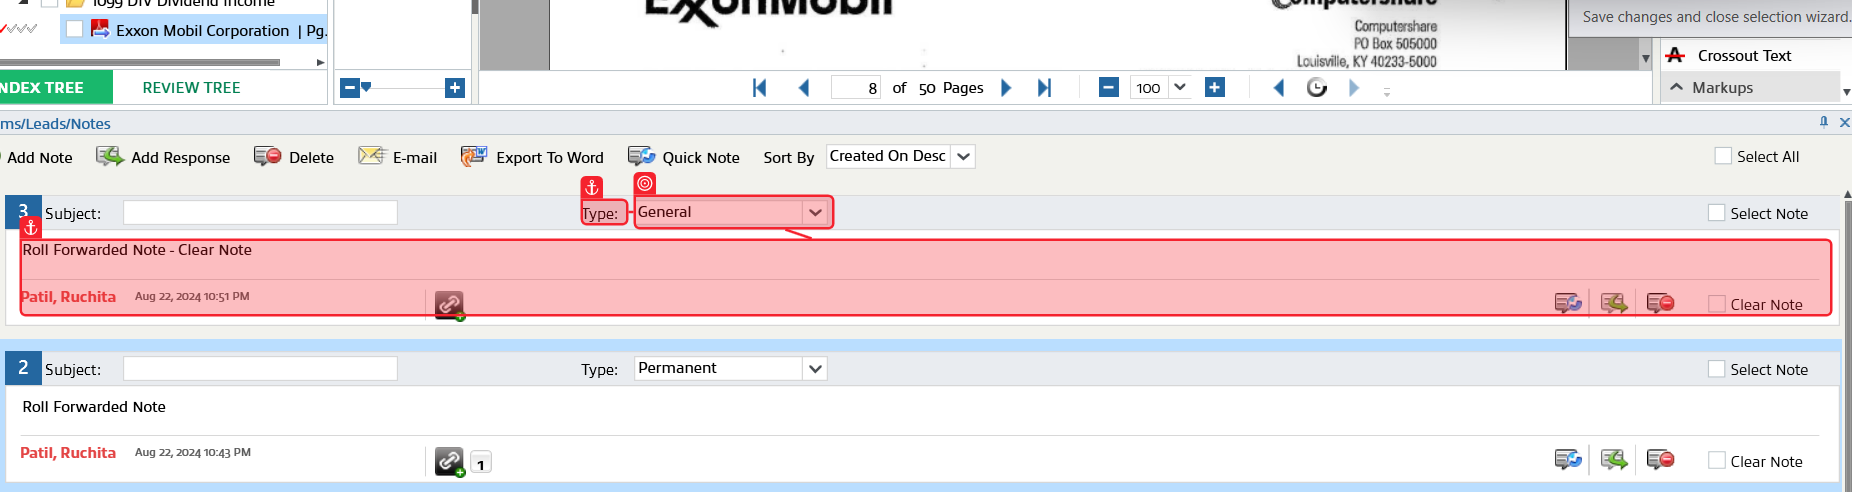 1099 DIV Dividend Income
Exxon Mobil Corporation | Pg.
NDEX TREE
REVIEW TREE
ExxonMobil
Computershare
Computershare
PO Box 505000
Louisville, KY 40233-5000
8 of 50 Pages
100
Save changes and close selection wizard.
A Crossout Text
Markups
ms/Leads/Notes
Add Note Add Response Delete E-mail Export To Word Quick Note Sort By Created On Desc Select All
3 Subject: Type: General Select Note
Roll Forwarded Note - Clear Note
Patil, Ruchita Aug 22, 2024 10:51 PM Clear Note
2 Subject: Type: Permanent Select Note
Roll Forwarded Note
Patil, Ruchita Aug 22, 2024 10:43 PM 1 Clear Note